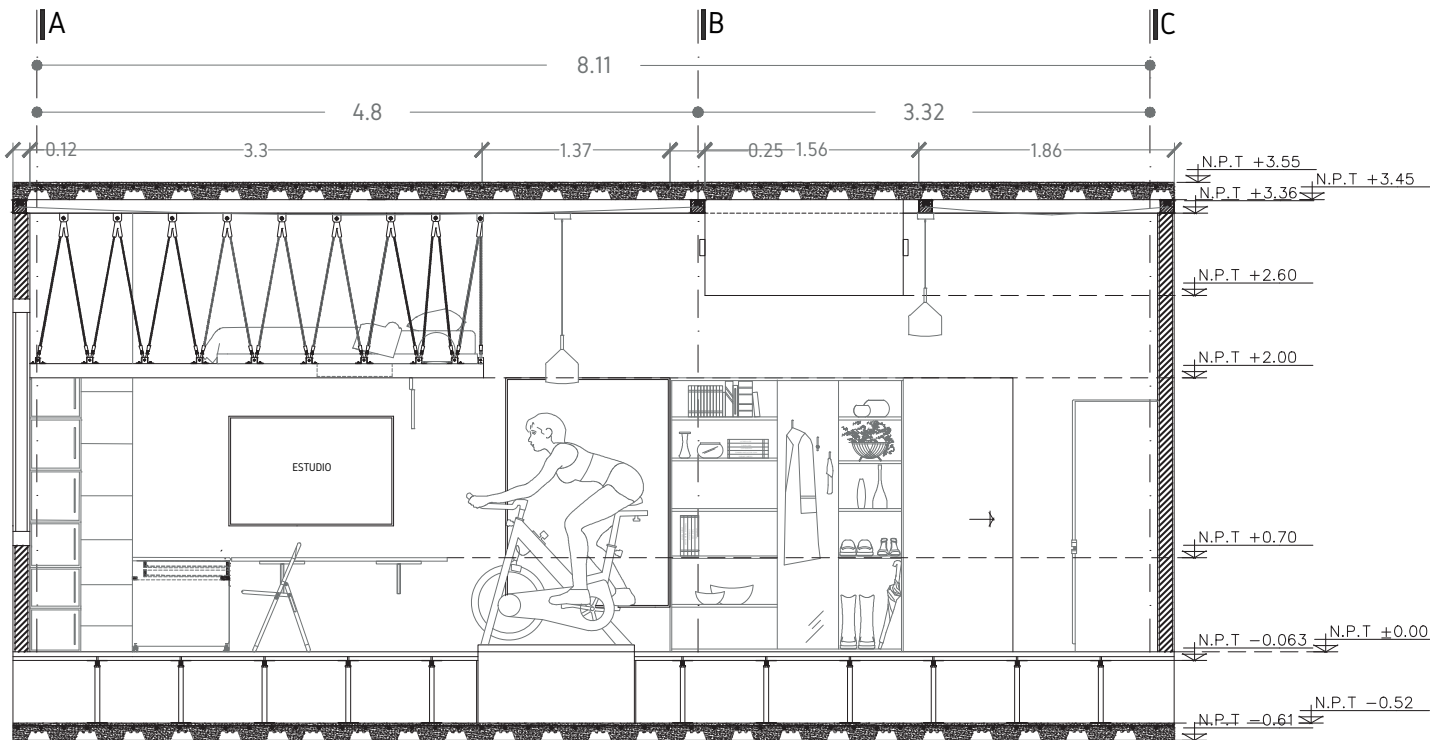 A B C
8.11
4.8 3.32
0.12 3.3 1.37 0.25 1.56 1.86
N.P.T +3.55
N.P.T +3.45
N.P.T +3.36
N.P.T +2.60
N.P.T +2.00
ESTUDIO
N.P.T +0.70
N.P.T ±0.00
N.P.T -0.063
N.P.T -0.52
N.P.T -0.61